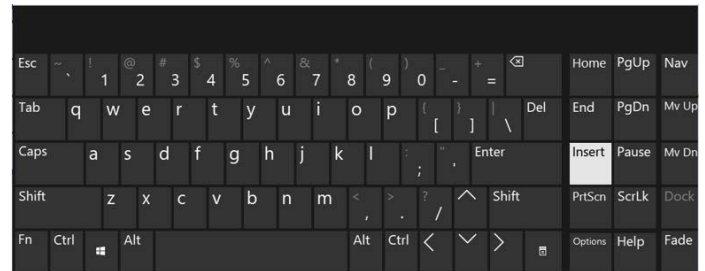 Esc ~ ` ! 1 @ 2 # 3 $ 4 % 5 ^ 6 & 7 * 8 ( 9 ) 0 _ - + = Home PgUp Nav
Tab q w e r t y u i o p { [ } ] | \ Del End PgDn Mv Up
Caps a s d f g h j k l : ; " ' Enter Insert Pause Mv Dn
Shift z x c v b n m < , > . ? / Shift PrtScn ScrLk Dock
Fn Ctrl Alt Alt Ctrl Options Help Fade